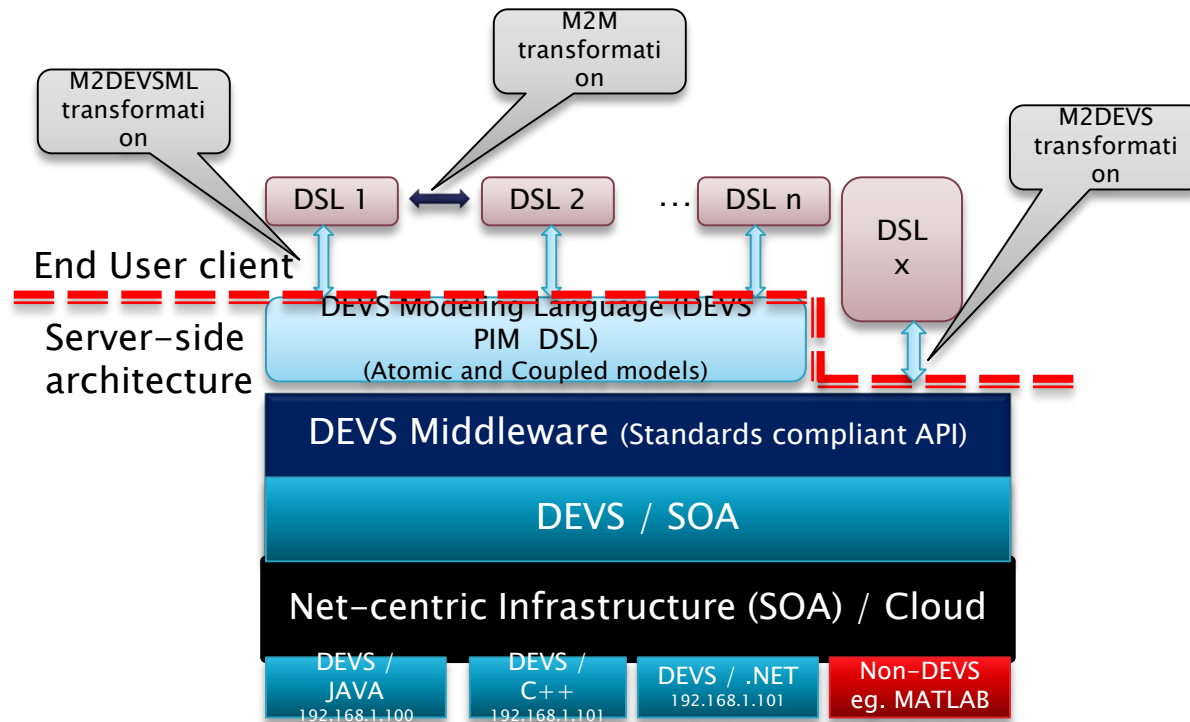 M2M
transformati
on
M2DEVSML
transformati
on
M2DEVS
transformati
on
DSL 1
DSL 2
...
DSL n
DSL
x
End User client
Server-side
architecture
DEVS Modeling Language (DEVS
PIM DSL)
(Atomic and Coupled models)
DEVS Middleware (Standards compliant API)
DEVS / SOA
Net-centric Infrastructure (SOA) / Cloud
DEVS /
JAVA
192.168.1.100
DEVS /
C++
192.168.1.101
DEVS / .NET
192.168.1.101
Non-DEVS
eg. MATLAB